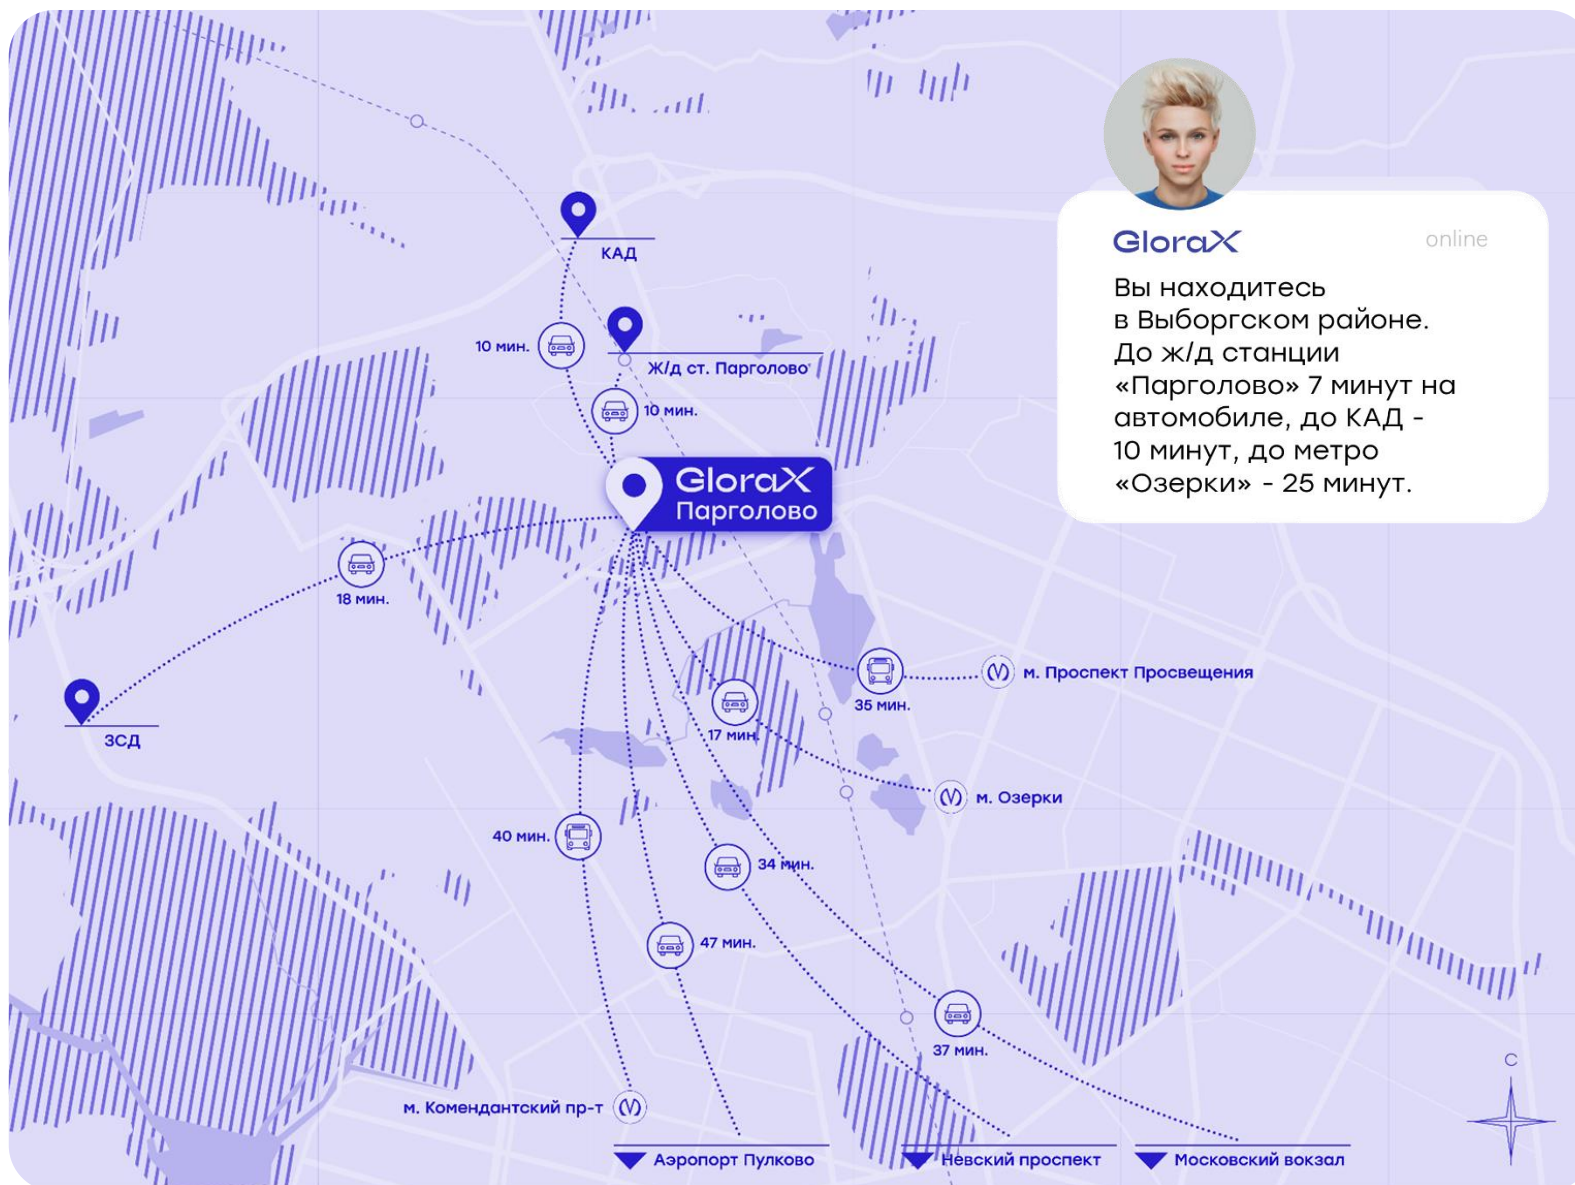 КАД
10 мин.
Ж/д ст. Парголово
10 мин.
GloraX
Парголово
GloraX
online
Вы находитесь
в Выборгском районе.
До ж/д станции
«Парголово» 7 минут на
автомобиле, до КАД -
10 минут, до метро
«Озерки» - 25 минут.
18 мин.
ЗСД
м. Проспект Просвещения
35 мин.
17 мин.
м. Озерки
40 мин.
34 мин.
47 мин.
37 мин.
С
м. Комендантский пр-т
Аэропорт Пулково
Невский проспект
Московский вокзал